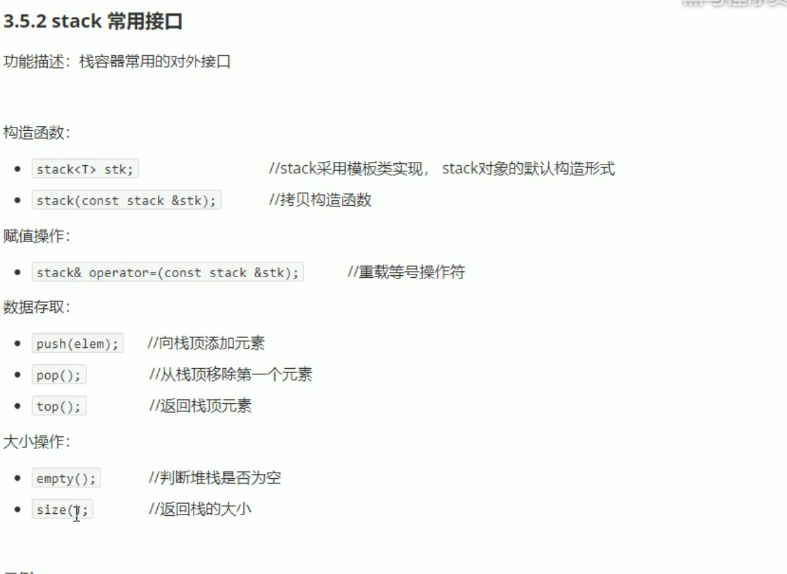 3.5.2 stack 常用接口
功能描述：栈容器常用的对外接口
构造函数：
stack<T> stk; //stack采用模板类实现， stack对象的默认构造形式
stack(const stack &stk); //拷贝构造函数
赋值操作：
stack& operator=(const stack &stk); //重载等号操作符
数据存取：
push(elem); //向栈顶添加元素
pop(); //从栈顶移除第一个元素
top(); //返回栈顶元素
大小操作：
empty(); //判断堆栈是否为空
size(); //返回栈的大小